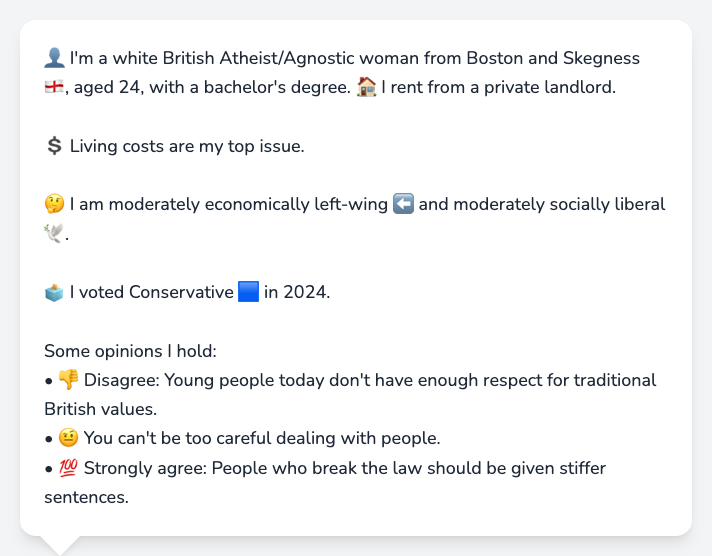 👤 I'm a white British Atheist/Agnostic woman from Boston and Skegness
🏴󠁧󠁢󠁥󠁮󠁧󠁿, aged 24, with a bachelor's degree. 🏠 I rent from a private landlord.
💲 Living costs are my top issue.
🤔 I am moderately economically left-wing ⬅️ and moderately socially liberal
🕊️.
🗳️ I voted Conservative 🟦 in 2024.
Some opinions I hold:
• 👎 Disagree: Young people today don't have enough respect for traditional
British values.
• 🤨 You can't be too careful dealing with people.
• 💯 Strongly agree: People who break the law should be given stiffer
sentences.